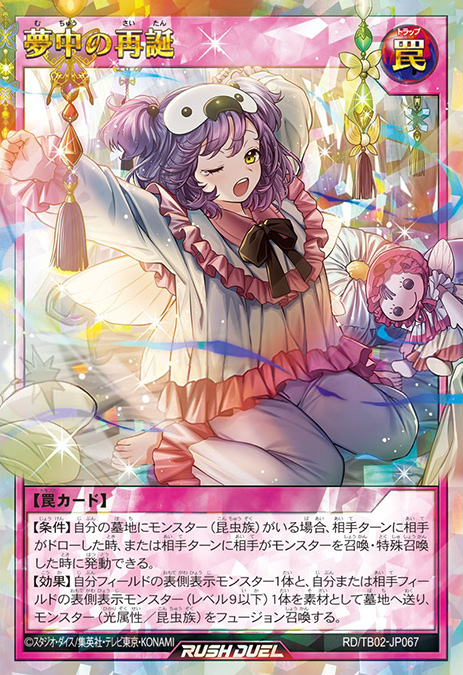 夢中の再誕
むちゅう さいたん
トラップ
罠
【罠カード】
【条件】自分の墓地にモンスター（昆虫族）がいる場合、相手ターンに相手
がドローした時、または相手ターンに相手がモンスターを召喚・特殊召喚
した時に発動できる。
【効果】自分フィールドの表側表示モンスター1体と、自分または相手フィー
ルドの表側表示モンスター（レベル9以下）1体を素材として墓地へ送り、
モンスター（光属性／昆虫族）をフュージョン召喚する。
©スタジオ・ダイス/集英社・テレビ東京・KONAMI
RUSH DUEL
RD/TB02-JP067